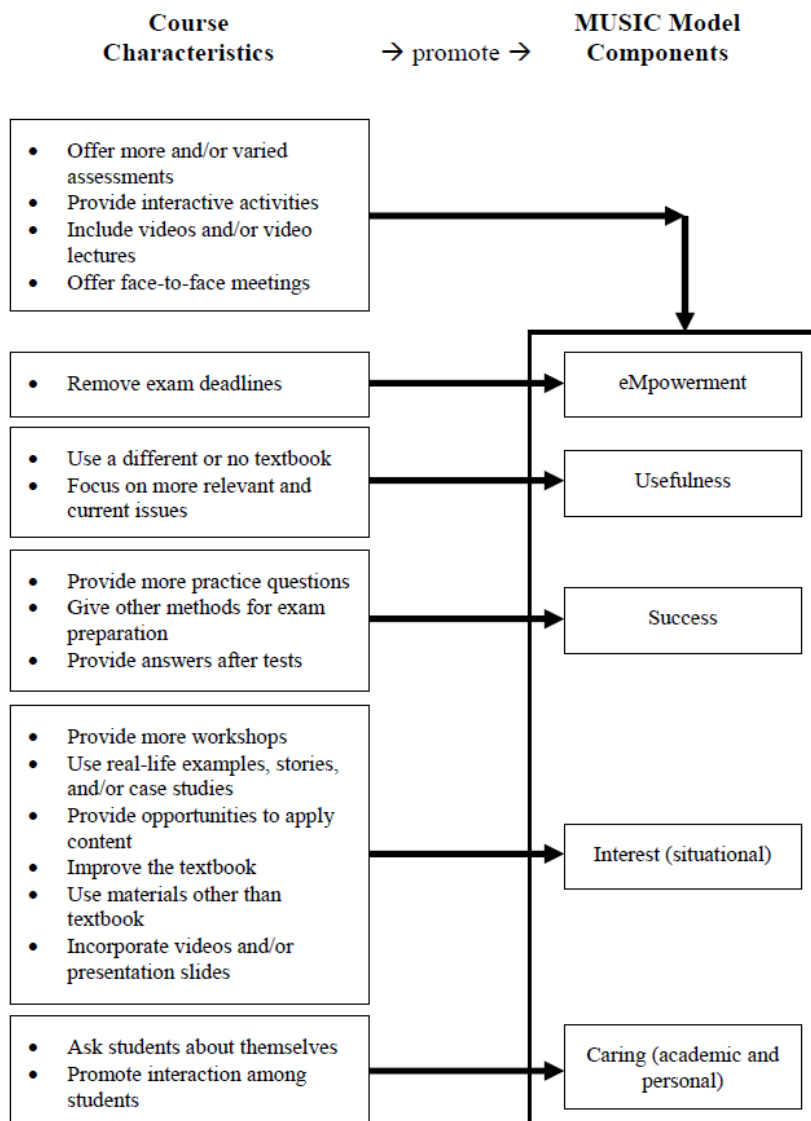 Course
Characteristics
→ promote →
MUSIC Model
Components
• Offer more and/or varied
assessments
• Provide interactive activities
• Include videos and/or video
lectures
• Offer face-to-face meetings
• Remove exam deadlines
eMpowerment
• Use a different or no textbook
• Focus on more relevant and
current issues
Usefulness
• Provide more practice questions
• Give other methods for exam
preparation
• Provide answers after tests
Success
• Provide more workshops
• Use real-life examples, stories,
and/or case studies
• Provide opportunities to apply
content
• Improve the textbook
• Use materials other than
textbook
• Incorporate videos and/or
presentation slides
Interest (situational)
• Ask students about themselves
• Promote interaction among
students
Caring (academic and
personal)